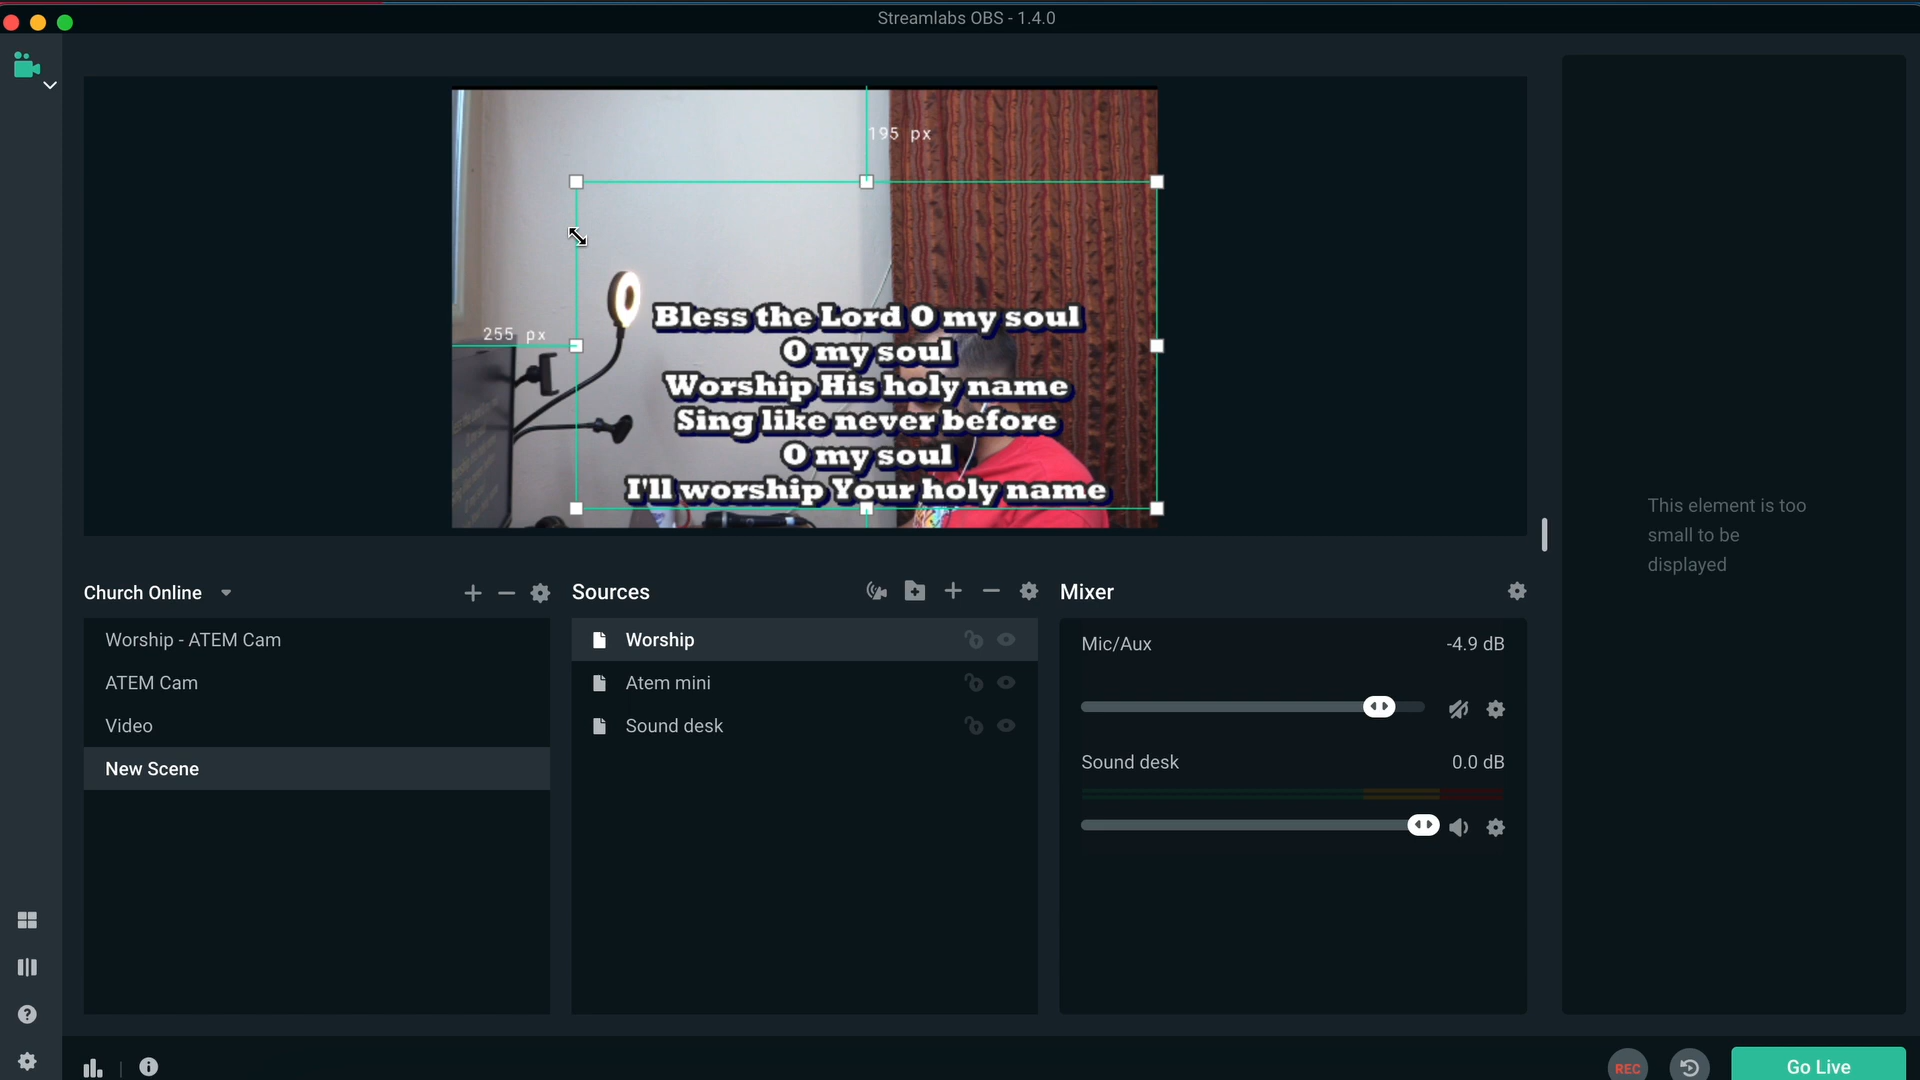 Streamlabs OBS - 1.4.0
195 px
255 px
Bless the Lord O my soul
O my soul
Worship His holy name
Sing like never before
O my soul
I'll worship Your holy name
This element is too
small to be
displayed
Church Online
Worship - ATEM Cam
ATEM Cam
Video
New Scene
Sources
Worship
Atem mini
Sound desk
Mixer
Mic/Aux
-4.9 dB
Sound desk
0.0 dB
REC
Go Live